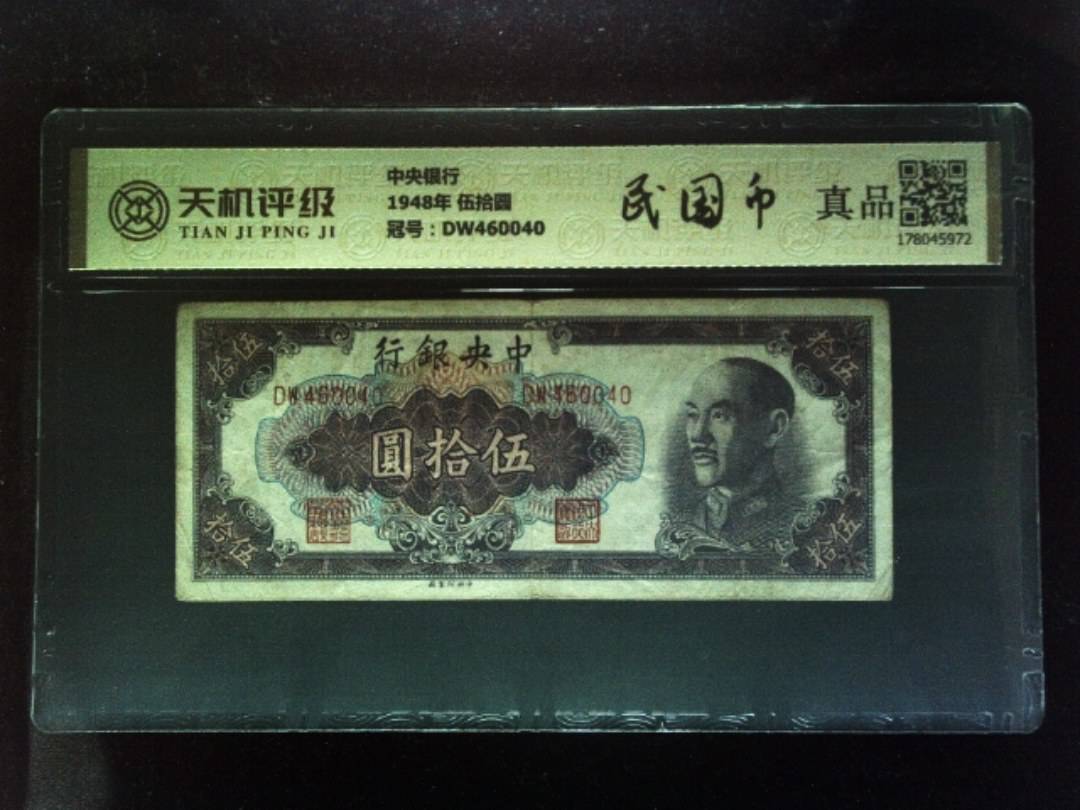 天机评级
TIAN JI PING JI
中央银行
1948年 伍拾圆
冠号：DW460040
民国币
真品
178045972
行銀央中
拾伍
拾伍
DW460040
DW460040
圓拾伍
拾伍
拾伍